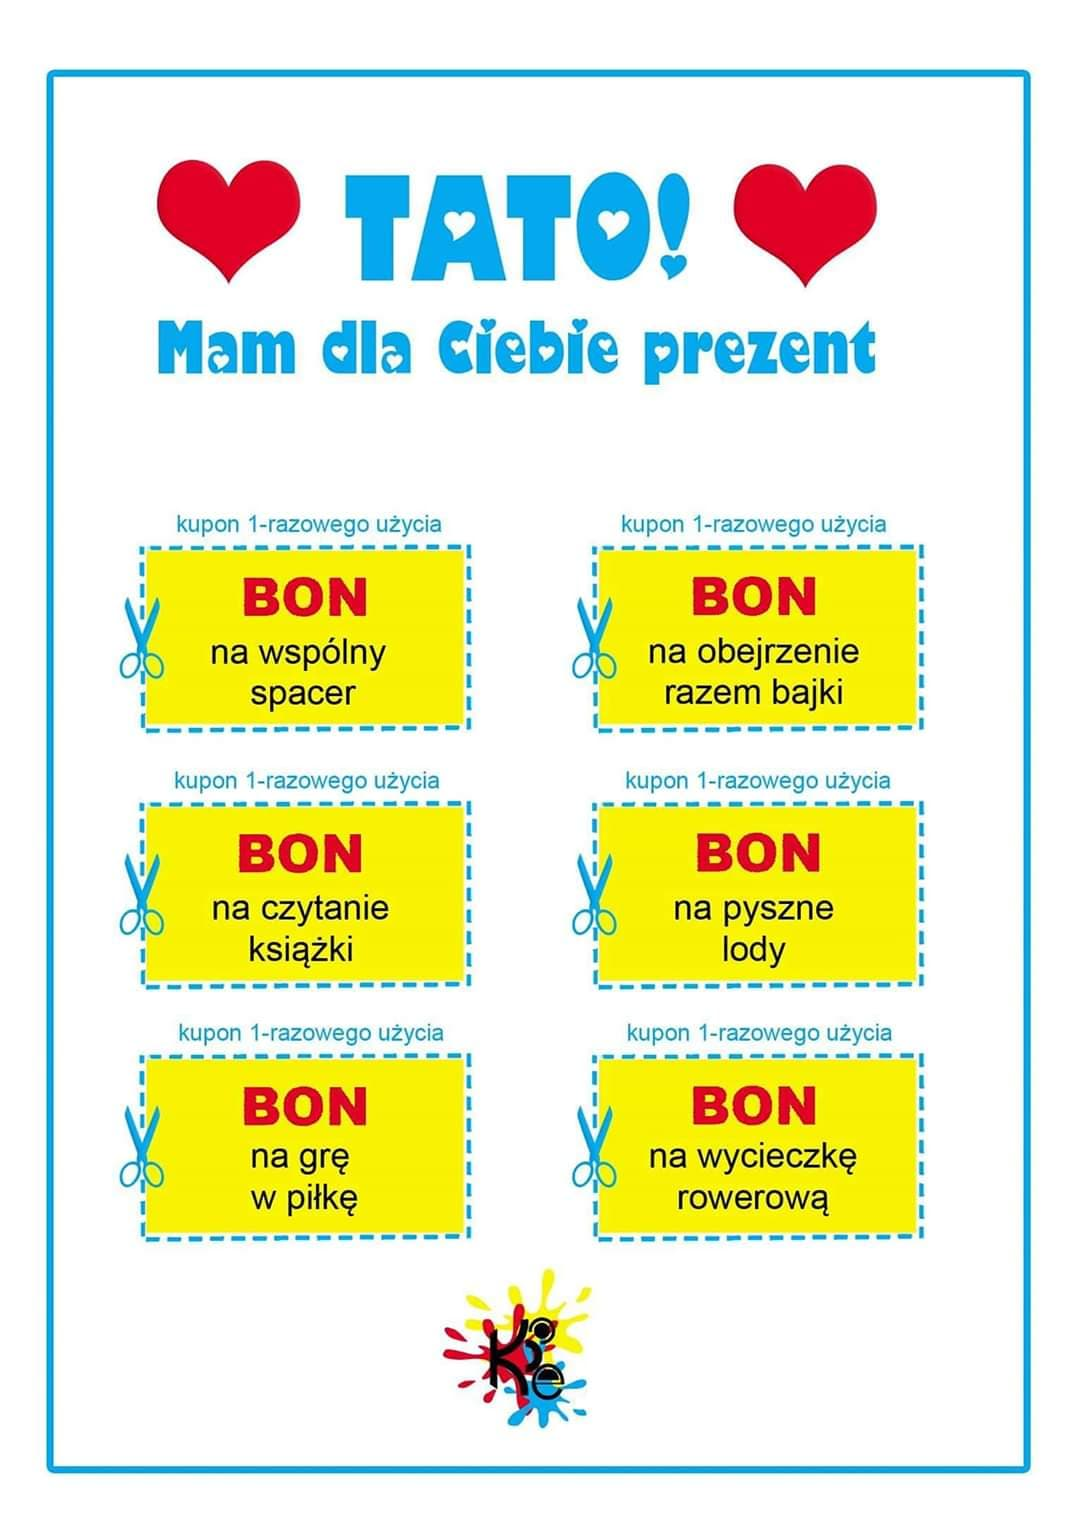 TATO!
Mam dla Ciebie prezent
kupon 1-razowego użycia
BON
na wspólny
spacer
kupon 1-razowego użycia
BON
na obejrzenie
razem bajki
kupon 1-razowego użycia
BON
na czytanie
książki
kupon 1-razowego użycia
BON
na pyszne
lody
kupon 1-razowego użycia
BON
na grę
w piłkę
kupon 1-razowego użycia
BON
na wycieczkę
rowerową